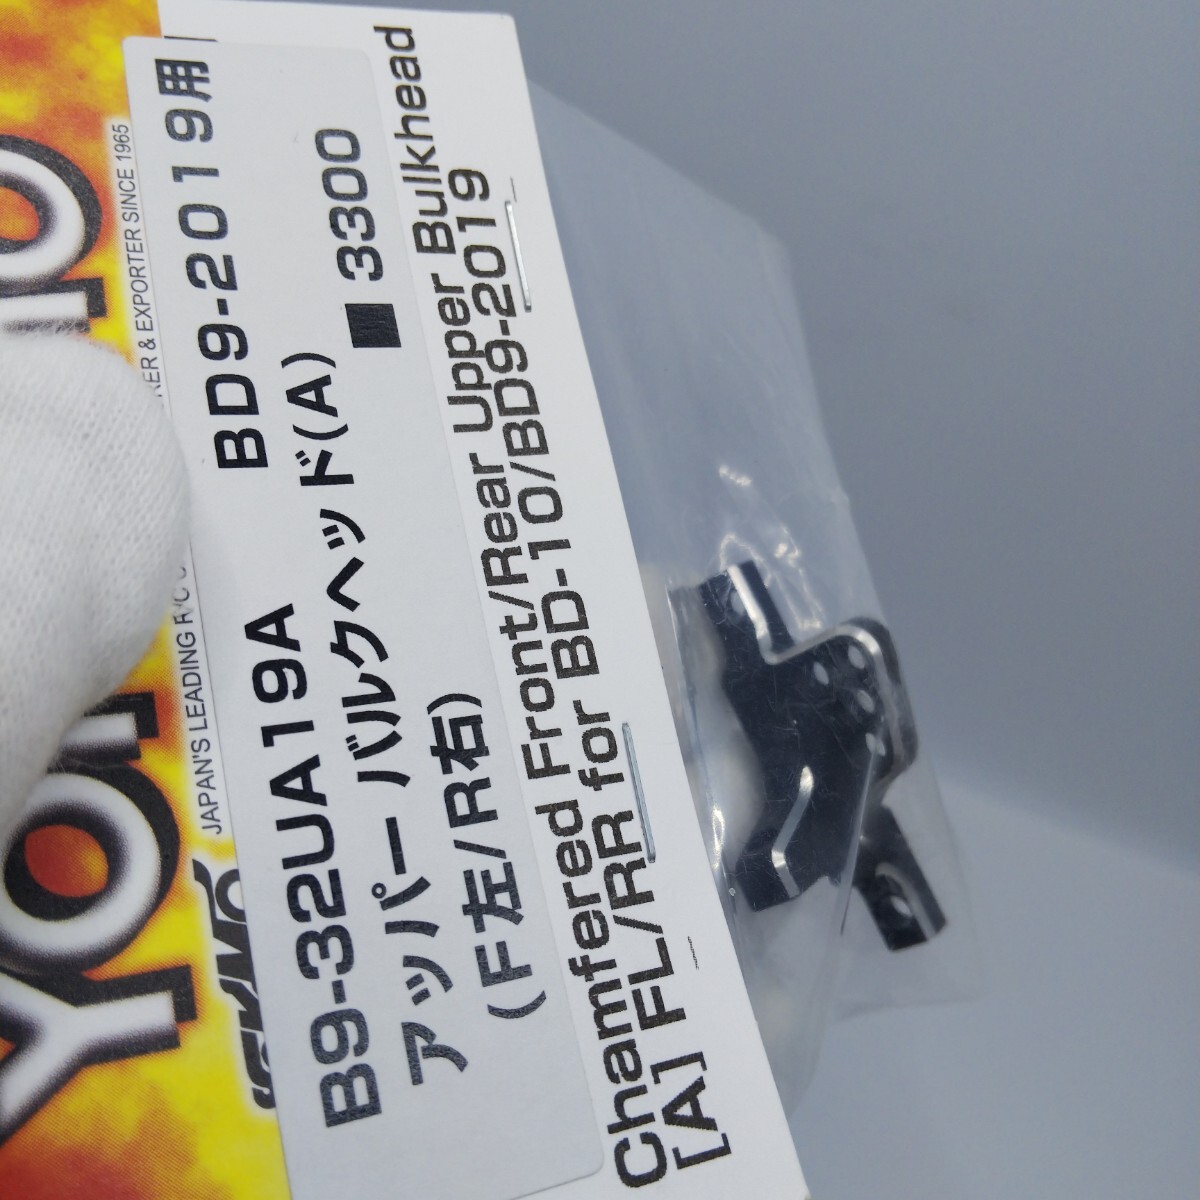 B9-32UA19A BD9-2019用
アッパー バルクヘッド(A)
(F左/R右) ■ 3300
Chamfered Front/Rear Upper Bulkhead
[A] FL/RR for BD-10/BD9-2019
JAPAN'S LEADING R/C
& EXPORTER SINCE 1965
Yok